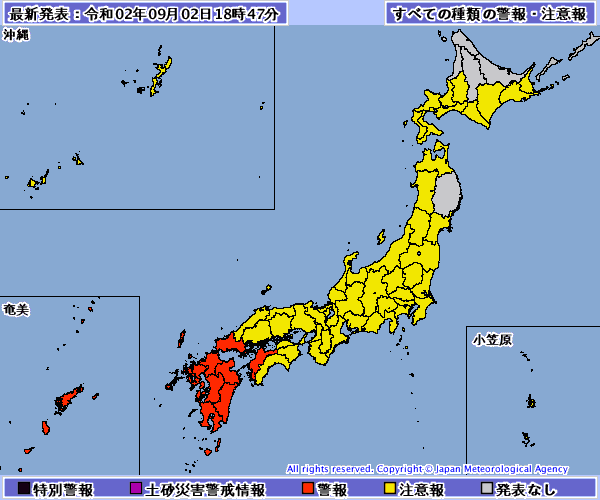 最新発表：令和02年09月02日18時47分
すべての種類の警報・注意報
沖縄
奄美
小笠原
All rights reserved. Copyright © Japan Meteorological Agency
特別警報 土砂災害警戒情報 警報 注意報 発表なし